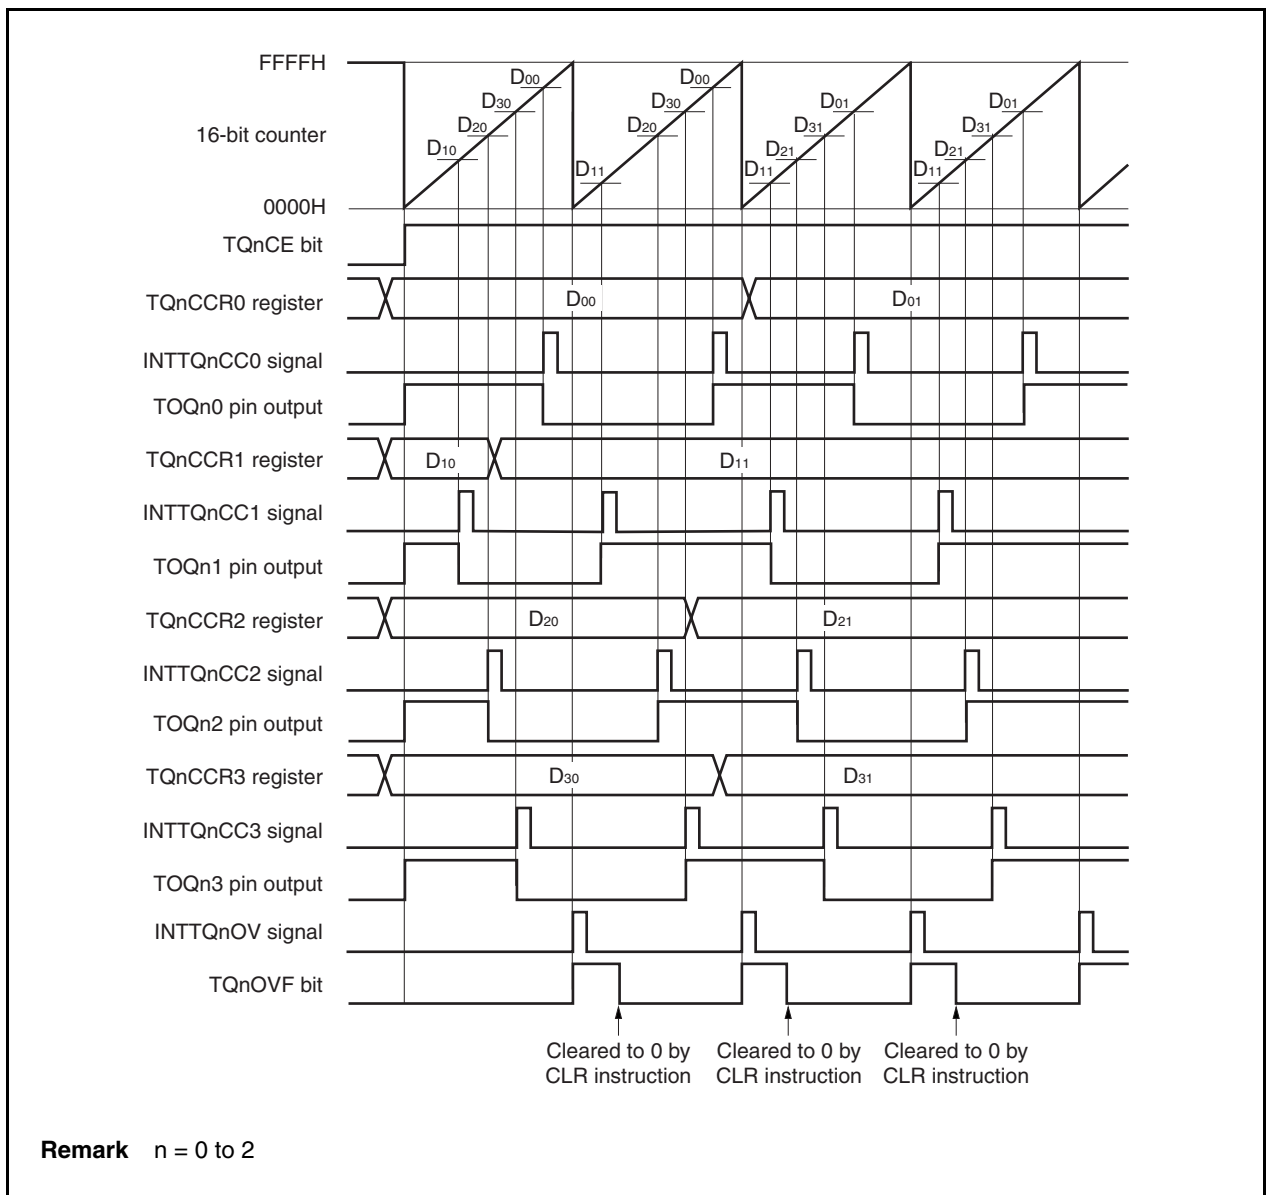 FFFFH
D00 D00
D30 D30 D01 D01
16-bit counter D20 D20 D31 D31
D10 D21 D21
D11 D11 D11
0000H
TQnCE bit
TQnCCR0 register D00 D01
INTTQnCC0 signal
TOQn0 pin output
TQnCCR1 register D10 D11
INTTQnCC1 signal
TOQn1 pin output
TQnCCR2 register D20 D21
INTTQnCC2 signal
TOQn2 pin output
TQnCCR3 register D30 D31
INTTQnCC3 signal
TOQn3 pin output
INTTQnOV signal
TQnOVF bit
Cleared to 0 by Cleared to 0 by Cleared to 0 by
CLR instruction CLR instruction CLR instruction
Remark n = 0 to 2